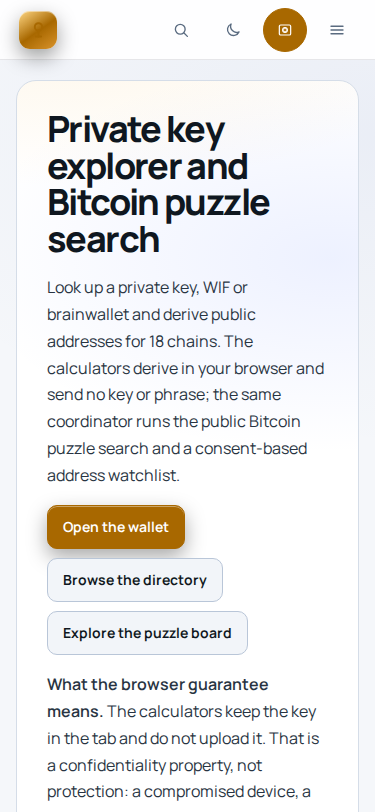 Private key
explorer and
Bitcoin puzzle
search
Look up a private key, WIF or
brainwallet and derive public
addresses for 18 chains. The
calculators derive in your browser and
send no key or phrase; the same
coordinator runs the public Bitcoin
puzzle search and a consent-based
address watchlist.
Open the wallet
Browse the directory
Explore the puzzle board
What the browser guarantee
means. The calculators keep the key
in the tab and do not upload it. That is
a confidentiality property, not
protection: a compromised device, a